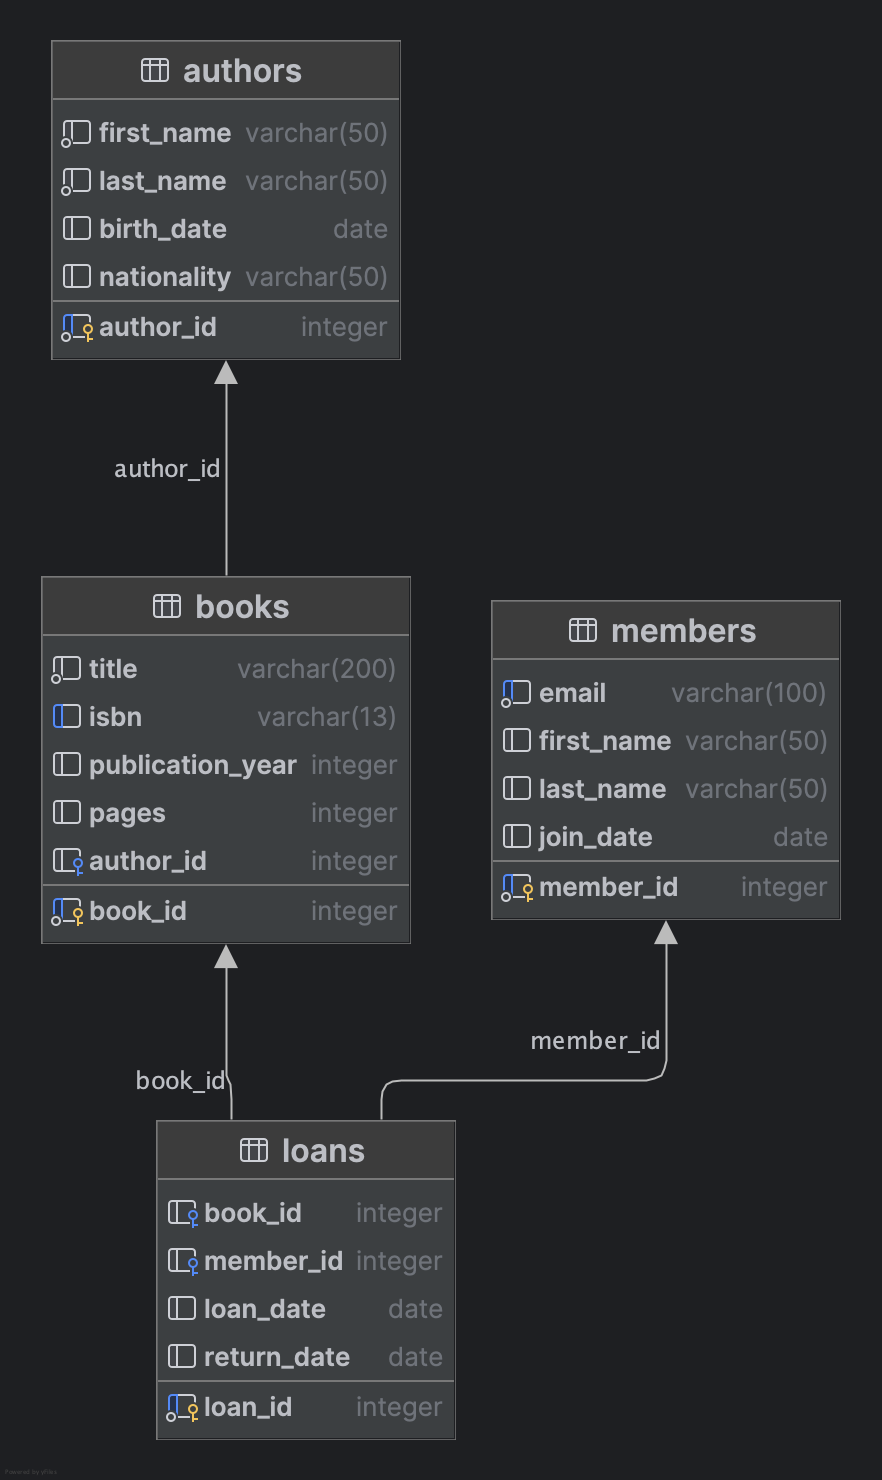 authors
first_name varchar(50)
last_name varchar(50)
birth_date date
nationality varchar(50)
author_id integer
author_id
books
title varchar(200)
isbn varchar(13)
publication_year integer
pages integer
author_id integer
book_id integer
members
email varchar(100)
first_name varchar(50)
last_name varchar(50)
join_date date
member_id integer
member_id
book_id
loans
book_id integer
member_id integer
loan_date date
return_date date
loan_id integer
Powered by yFiles